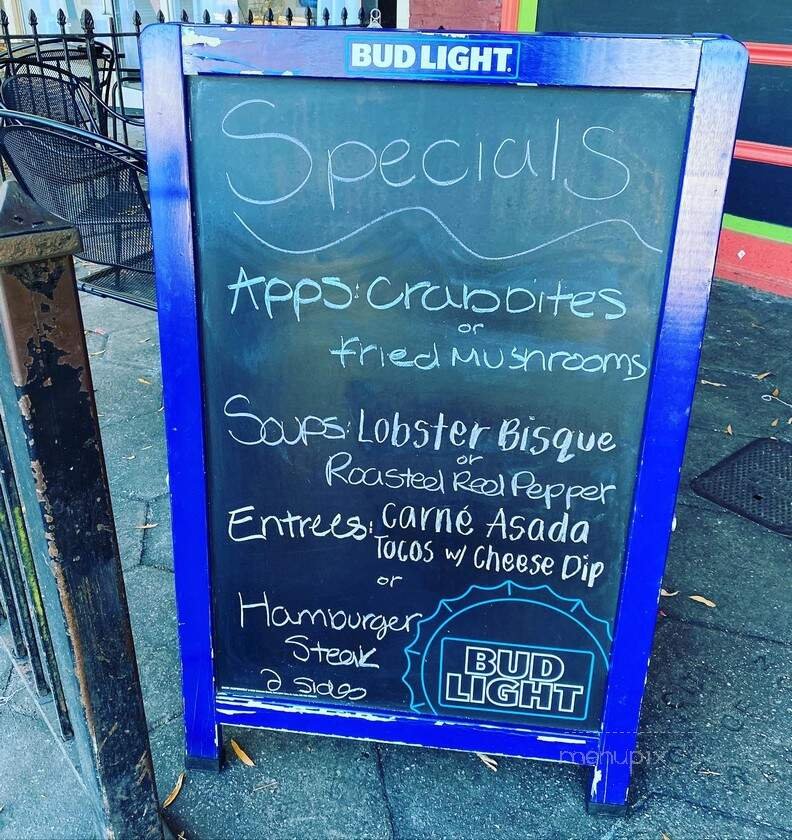 BUD LIGHT
Specials
Apps: Crabbites
or
Fried Mushrooms
Soups: Lobster Bisque
or
Roasted Red Pepper
Entrees: Carné Asada
Tacos w/ Cheese Dip
or
Hamburger
Steak
2 sides
BUD
LIGHT
menupix